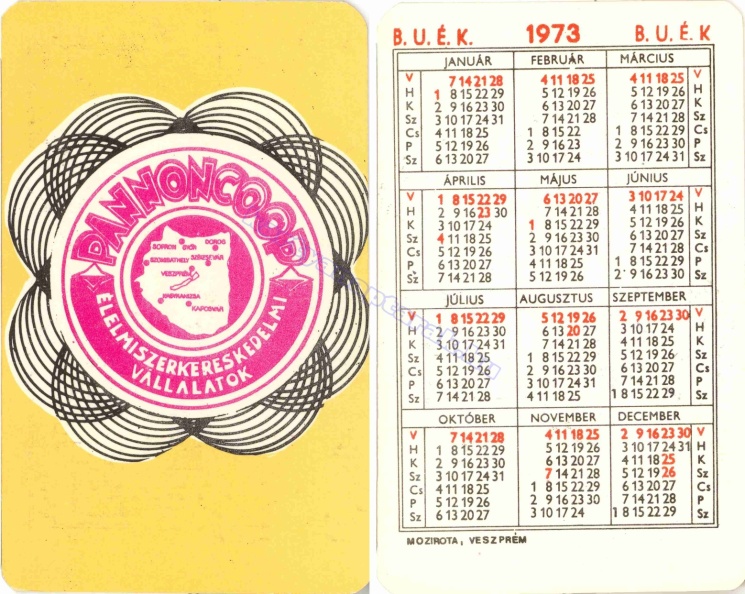 PANNONCOOP
SOPRON GYŐR DOROG
SZOMBATHELY
VESZPRÉM
NAGYKANIZSA
KAPOSVÁR
ÉLELMISZERKERESKEDELMI
VÁLLALATOK
B. U. É. K. 1973 B. U. É. K
JANUÁR FEBRUÁR MÁRCIUS
V 7 14 21 28 4 11 18 25 4 11 18 25 V
H 1 8 15 22 29 5 12 19 26 5 12 19 26 H
K 2 9 16 23 30 6 13 20 27 6 13 20 27 K
Sz 3 10 17 24 31 7 14 21 28 7 14 21 28 Sz
Cs 4 11 18 25 1 8 15 22 1 8 15 22 29 Cs
P 5 12 19 26 2 9 16 23 2 9 16 23 30 P
Sz 6 13 20 27 3 10 17 24 3 10 17 24 31 Sz
ÁPRILIS MÁJUS JÚNIUS
V 1 8 15 22 29 6 13 20 27 3 10 17 24 V
H 2 9 16 23 30 7 14 21 28 4 11 18 25 H
K 3 10 17 24 1 8 15 22 29 5 12 19 26 K
Sz 4 11 18 25 2 9 16 23 30 6 13 20 27 Sz
Cs 5 12 19 26 3 10 17 24 31 7 14 21 28 Cs
P 6 13 20 27 4 11 18 25 1 8 15 22 29 P
Sz 7 14 21 28 5 12 19 26 2 9 16 23 30 Sz
JÚLIUS AUGUSZTUS SZEPTEMBER
V 1 8 15 22 29 5 12 19 26 2 9 16 23 30 V
H 2 9 16 23 30 6 13 20 27 3 10 17 24 H
K 3 10 17 24 31 7 14 21 28 4 11 18 25 K
Sz 4 11 18 25 1 8 15 22 29 5 12 19 26 Sz
Cs 5 12 19 26 2 9 16 23 30 6 13 20 27 Cs
P 6 13 20 27 3 10 17 24 31 7 14 21 28 P
Sz 7 14 21 28 4 11 18 25 1 8 15 22 29 Sz
OKTÓBER NOVEMBER DECEMBER
V 7 14 21 28 4 11 18 25 2 9 16 23 30 V
H 1 8 15 22 29 5 12 19 26 3 10 17 24 31 H
K 2 9 16 23 30 6 13 20 27 4 11 18 25 K
Sz 3 10 17 24 31 7 14 21 28 5 12 19 26 Sz
Cs 4 11 18 25 1 8 15 22 29 6 13 20 27 Cs
P 5 12 19 26 2 9 16 23 30 7 14 21 28 P
Sz 6 13 20 27 3 10 17 24 1 8 15 22 29 Sz
MOZIROTA, VESZPRÉM